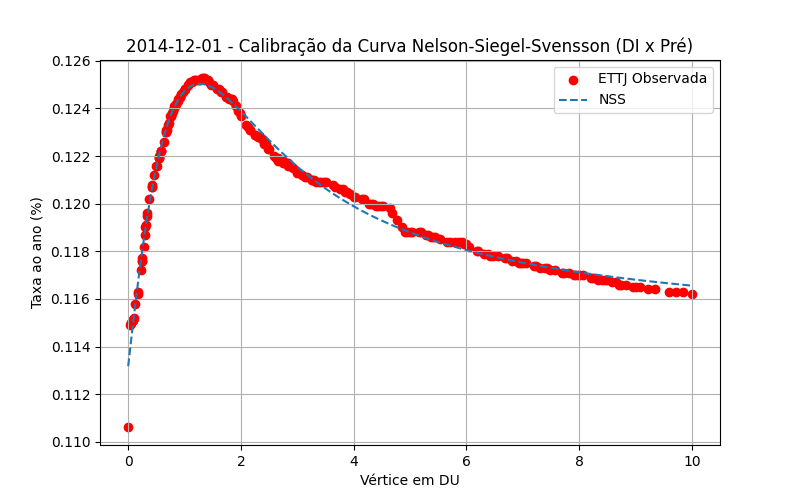 2014-12-01 - Calibração da Curva Nelson-Siegel-Svensson (DI x Pré)
0.126
0.124
0.122
0.120
0.118
0.116
0.114
0.112
0.110
Taxa ao ano (%)
ETTJ Observada
NSS
0 2 4 6 8 10
Vértice em DU